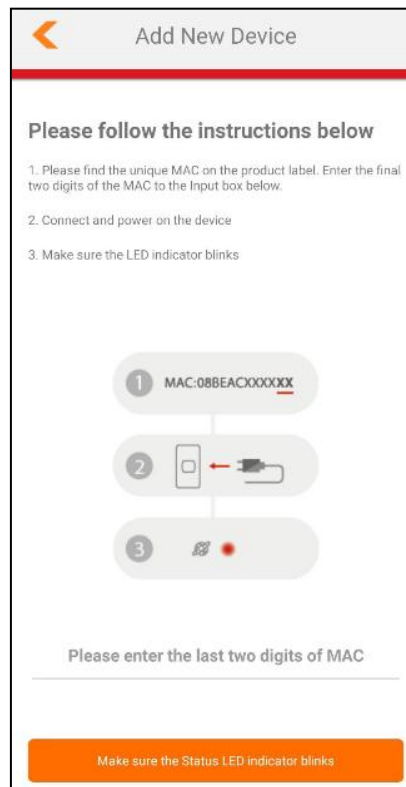 Add New Device
Please follow the instructions below
1. Please find the unique MAC on the product label. Enter the final
two digits of the MAC to the Input box below.
2. Connect and power on the device
3. Make sure the LED indicator blinks
1 MAC:08BEACXXXXXX
2
3
Please enter the last two digits of MAC
Make sure the Status LED indicator blinks